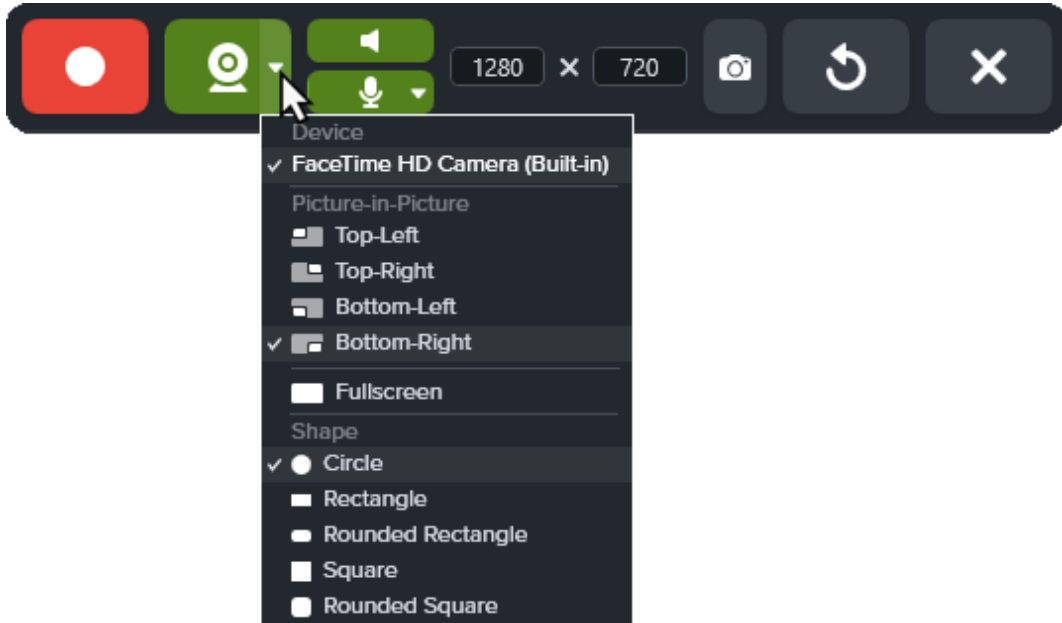 1280 × 720
Device
FaceTime HD Camera (Built-in)
Picture-in-Picture
Top-Left
Top-Right
Bottom-Left
Bottom-Right
Fullscreen
Shape
Circle
Rectangle
Rounded Rectangle
Square
Rounded Square